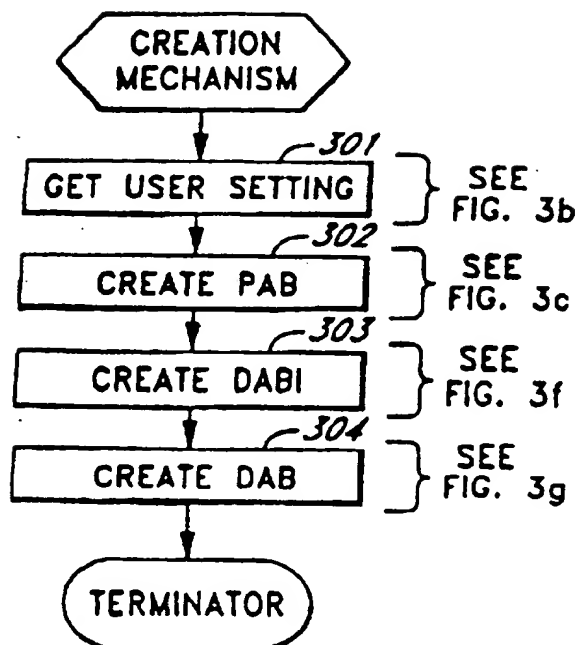 CREATION
MECHANISM
301
GET USER SETTING
SEE
FIG. 3b
302
CREATE PAB
SEE
FIG. 3c
303
CREATE DABI
SEE
FIG. 3f
304
CREATE DAB
SEE
FIG. 3g
TERMINATOR